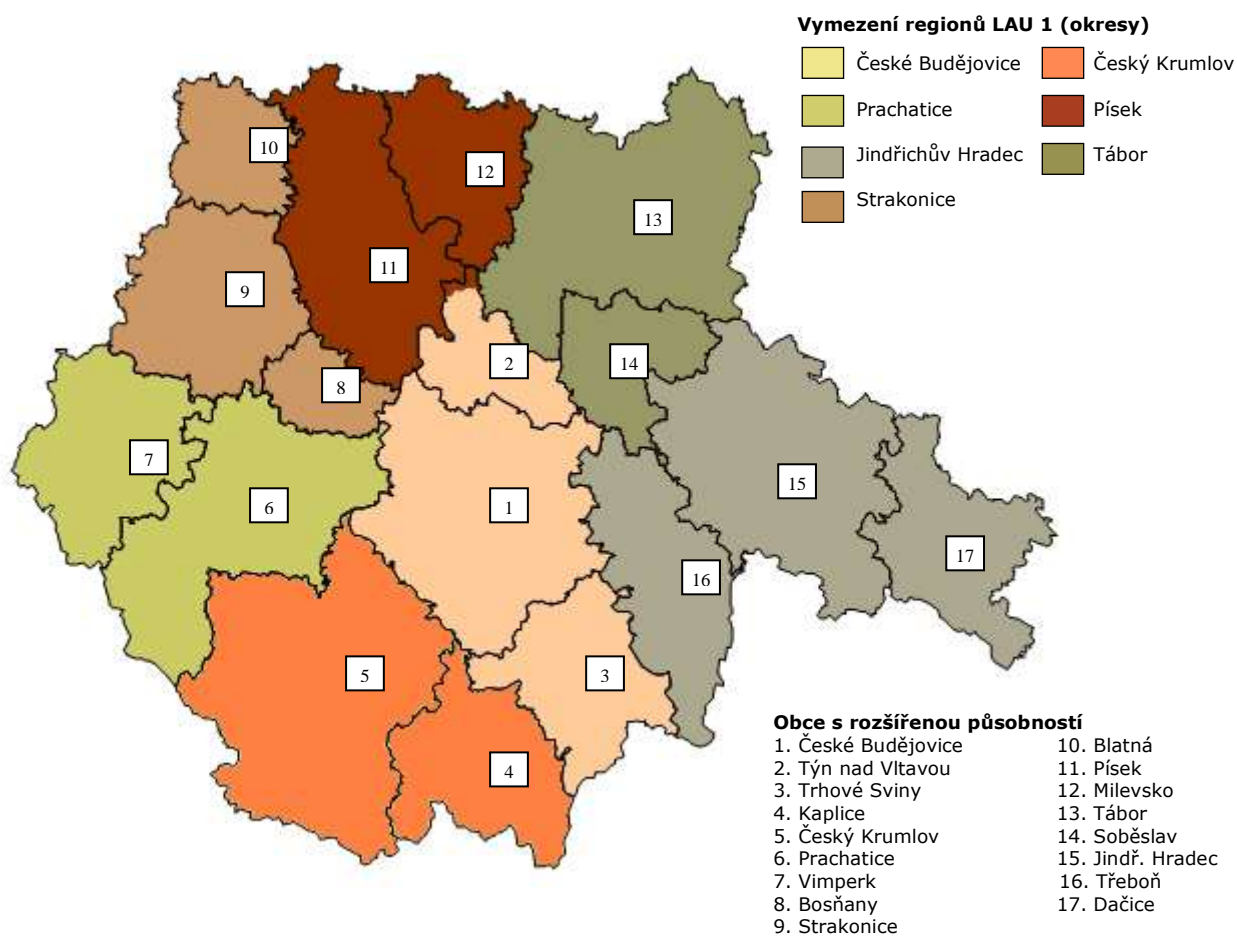 Vymezení regionů LAU 1 (okresy)
České Budějovice
Český Krumlov
Prachatice
Písek
Jindřichův Hradec
Tábor
Strakonice
10
12
13
11
9
2
14
8
7
6
1
15
17
16
5
3
4
Obce s rozšířenou působností
1. České Budějovice
2. Týn nad Vltavou
3. Trhové Sviny
4. Kaplice
5. Český Krumlov
6. Prachatice
7. Vimperk
8. Bosňany
9. Strakonice
10. Blatná
11. Písek
12. Milevsko
13. Tábor
14. Soběslav
15. Jindř. Hradec
16. Třeboň
17. Dačice